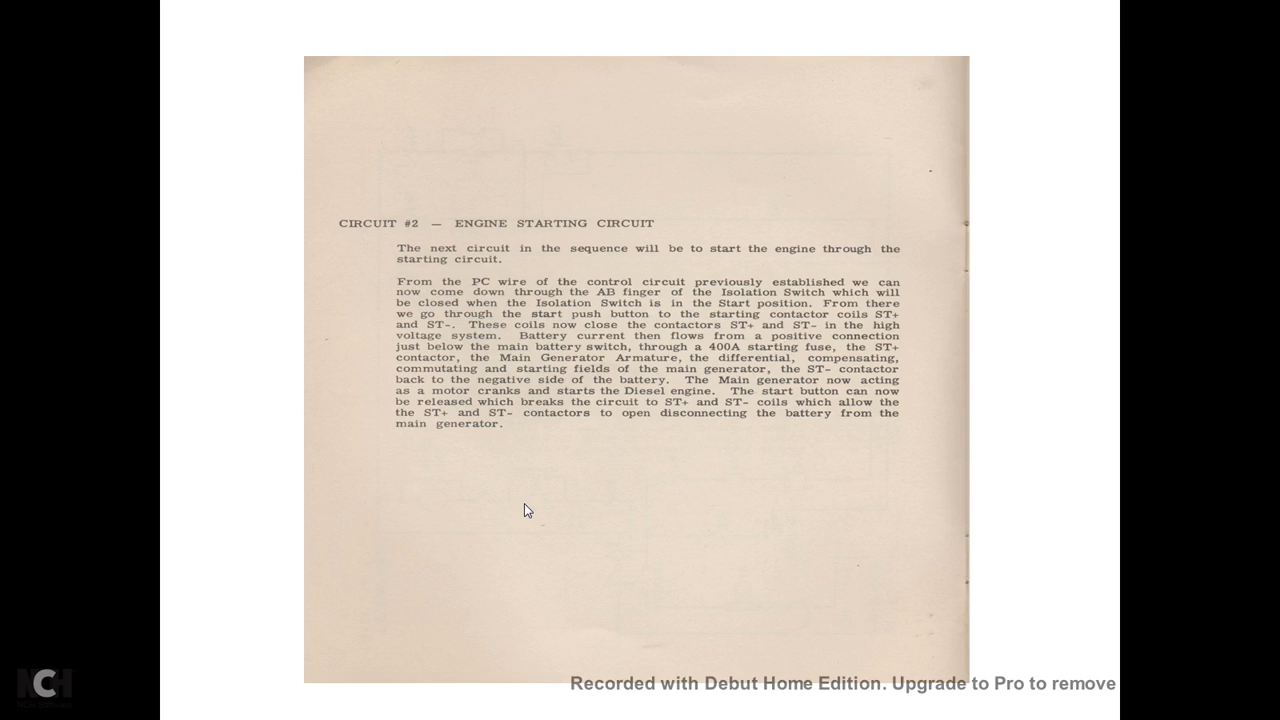 CIRCUIT #2 — ENGINE STARTING CIRCUIT
The next circuit in the sequence will be to start the engine through the
starting circuit.
From the PC wire of the control circuit previously established we can
now come down through the AB finger of the Isolation Switch which will
be closed when the Isolation Switch is in the Start position. From there
we go through the start push button to the starting contactor coils ST+
and ST-. These coils now close the contactors ST+ and ST- in the high
voltage system. Battery current then flows from a positive connection
just below the main battery switch, through a 400A starting fuse, the ST+
contactor, the Main Generator Armature, the differential, compensating,
commutating and starting fields of the main generator, the ST- contactor
back to the negative side of the battery. The Main generator now acting
as a motor cranks and starts the Diesel engine. The start button can now
be released which breaks the circuit to ST+ and ST- coils which allow the
the ST+ and ST- contactors to open disconnecting the battery from the
main generator.
NCH
NCH Software
Recorded with Debut Home Edition. Upgrade to Pro to remove